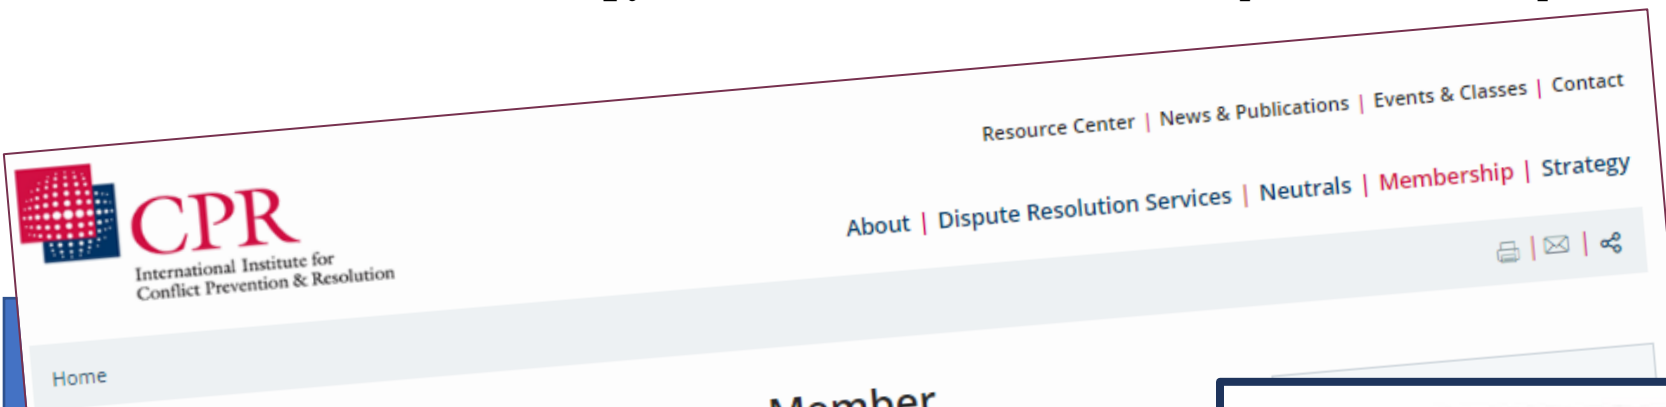 Resource Center | News & Publications | Events & Classes | Contact
CPR
International Institute for
Conflict Prevention & Resolution
About | Dispute Resolution Services | Neutrals | Membership | Strategy
Home
Member